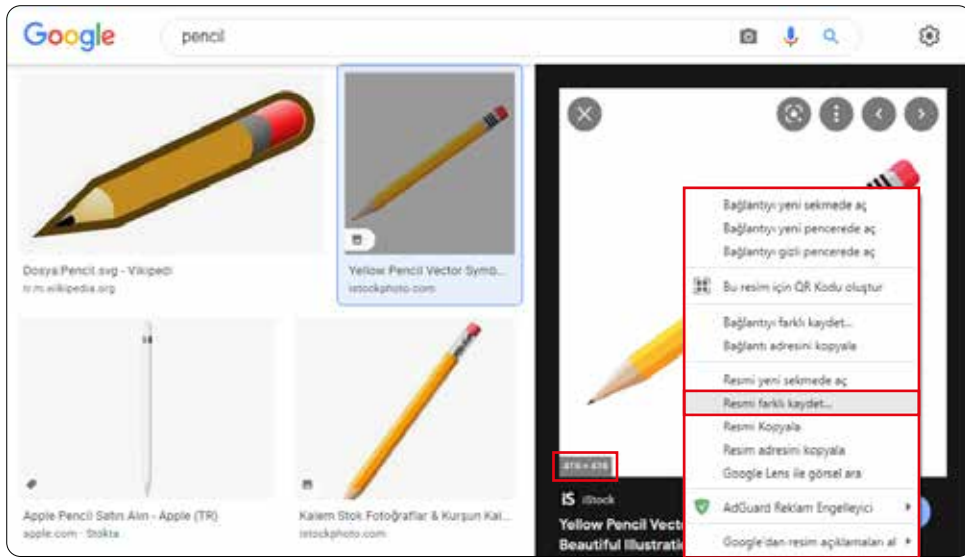 Google
pencil
Dosya:Pencil.svg - Vikipedi
tr.m.wikipedia.org
Yellow Pencil Vector Symb...
istockphoto.com
Apple Pencil Satın Alın - Apple (TR)
apple.com · Stokta
Kalem Stok Fotoğraflar & Kurşun Kal...
istockphoto.com
416 × 416
iS iStock
Yellow Pencil Vect
Beautiful Illustrati
Bağlantıyı yeni sekmede aç
Bağlantıyı yeni pencerede aç
Bağlantıyı gizli pencerede aç
Bu resim için QR Kodu oluştur
Bağlantıyı farklı kaydet...
Bağlantı adresini kopyala
Resmi yeni sekmede aç
Resmi farklı kaydet...
Resmi Kopyala
Resim adresini kopyala
Google Lens ile görsel ara
AdGuard Reklam Engelleyici
Google'dan resim açıklamaları al